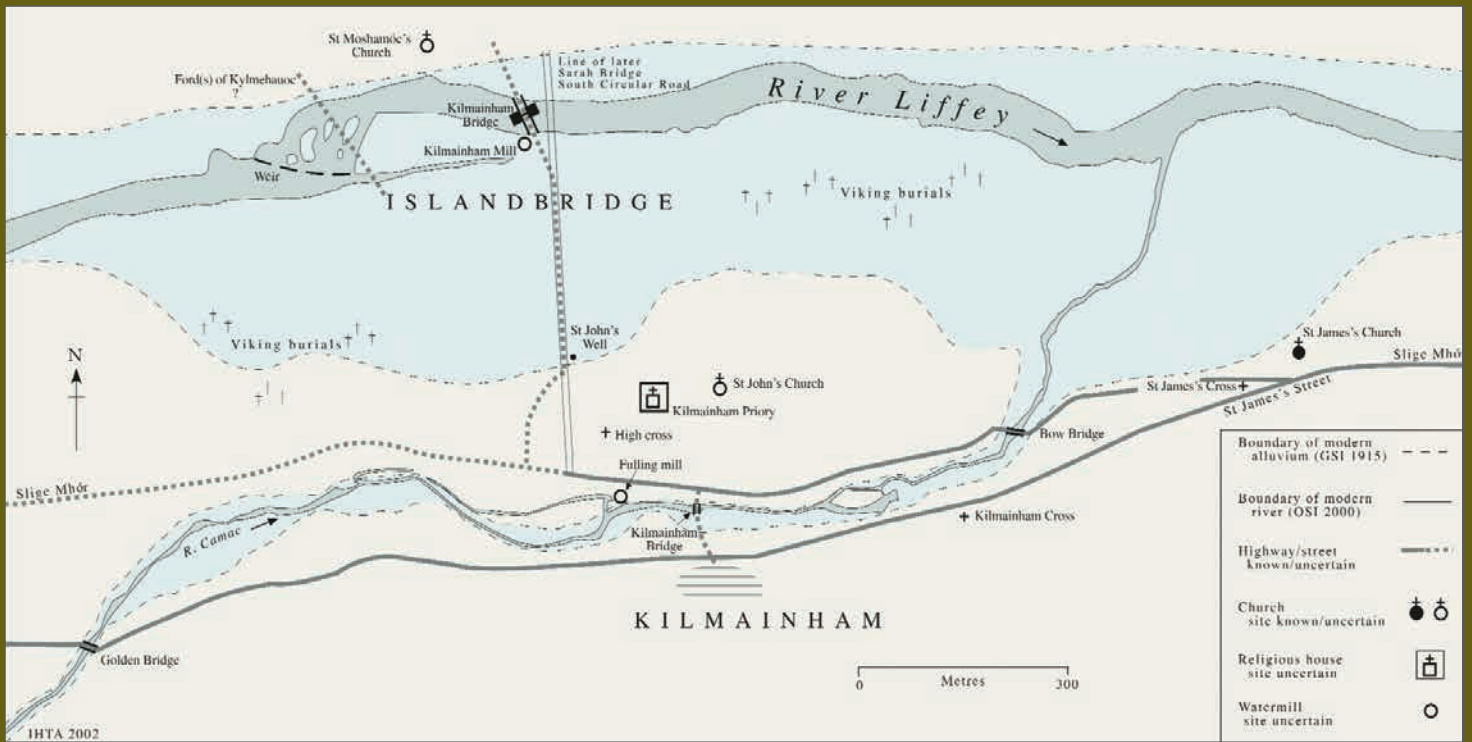 St Moshamóc's
Church
Ford(s) of Kylmehauoc
?
Line of later
Sarah Bridge
South Circular Road
River Liffey
Kilmainham
Bridge
Kilmainham Mill
Weir
ISLANDBRIDGE
Viking burials
St John's
Well
Viking burials
N
St James's Church
Slige Mhór
St John's Church
St James's Cross
St James's Street
Kilmainham Priory
High cross
Bow Bridge
Fulling mill
Slige Mhór
R. Camac
Kilmainham
Bridge
Kilmainham Cross
KILMAINHAM
Golden Bridge
Metres
0 300
IHTA 2002
Boundary of modern
alluvium (GSI 1915)
Boundary of modern
river (OSI 2000)
Highway/street
known/uncertain
Church
site known/uncertain
Religious house
site uncertain
Watermill
site uncertain